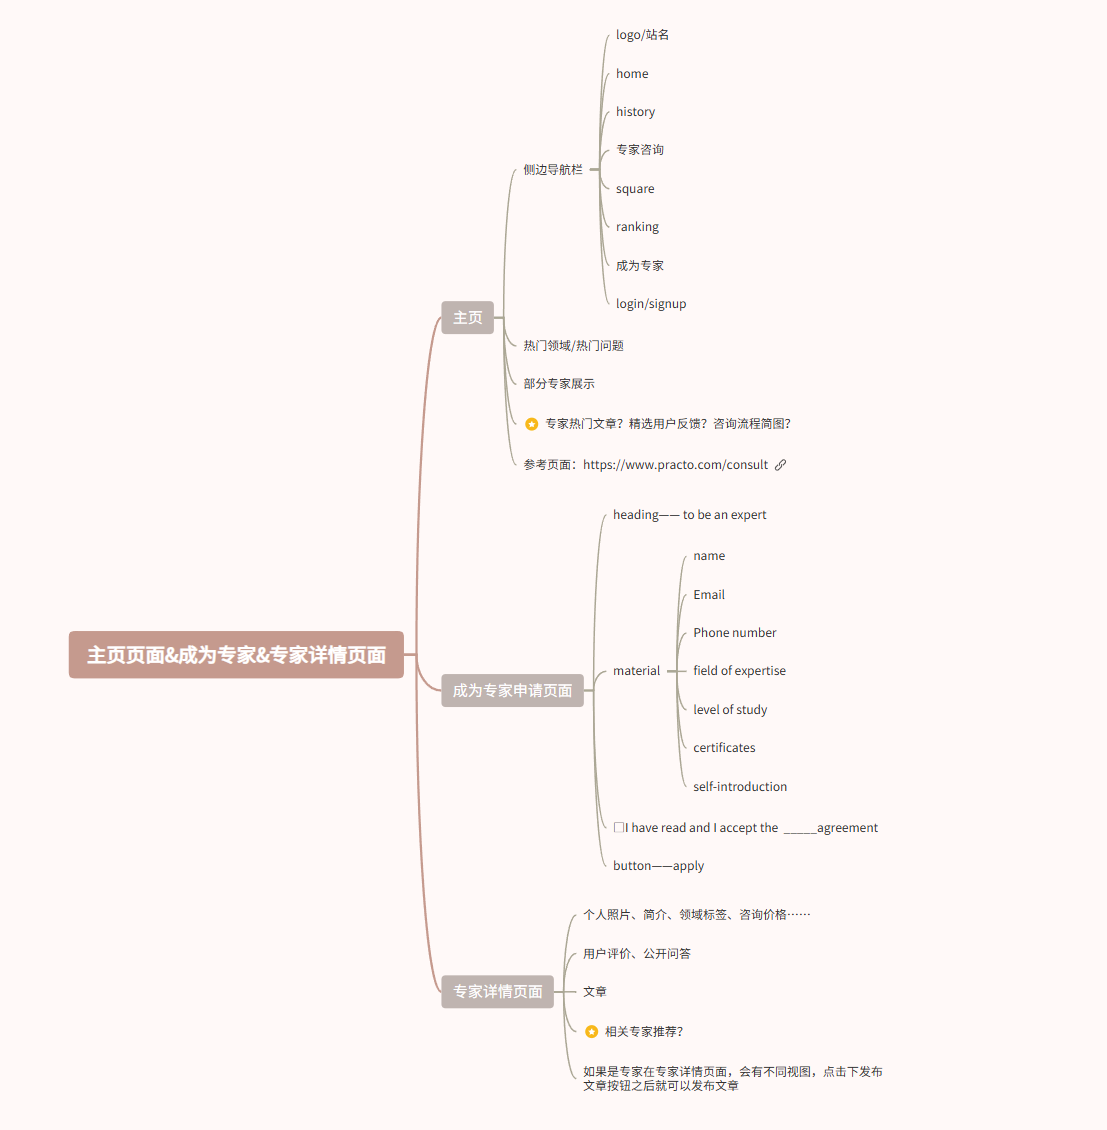 主页页面&成为专家&专家详情页面
主页
侧边导航栏
logo/站名
home
history
专家咨询
square
ranking
成为专家
login/signup
热门领域/热门问题
部分专家展示
专家热门文章？精选用户反馈？咨询流程简图？
参考页面：https://www.practo.com/consult
成为专家申请页面
heading—— to be an expert
material
name
Email
Phone number
field of expertise
level of study
certificates
self-introduction
□I have read and I accept the _____agreement
button——apply
专家详情页面
个人照片、简介、领域标签、咨询价格……
用户评价、公开问答
文章
相关专家推荐？
如果是专家在专家详情页面，会有不同视图，点击下发布
文章按钮之后就可以发布文章